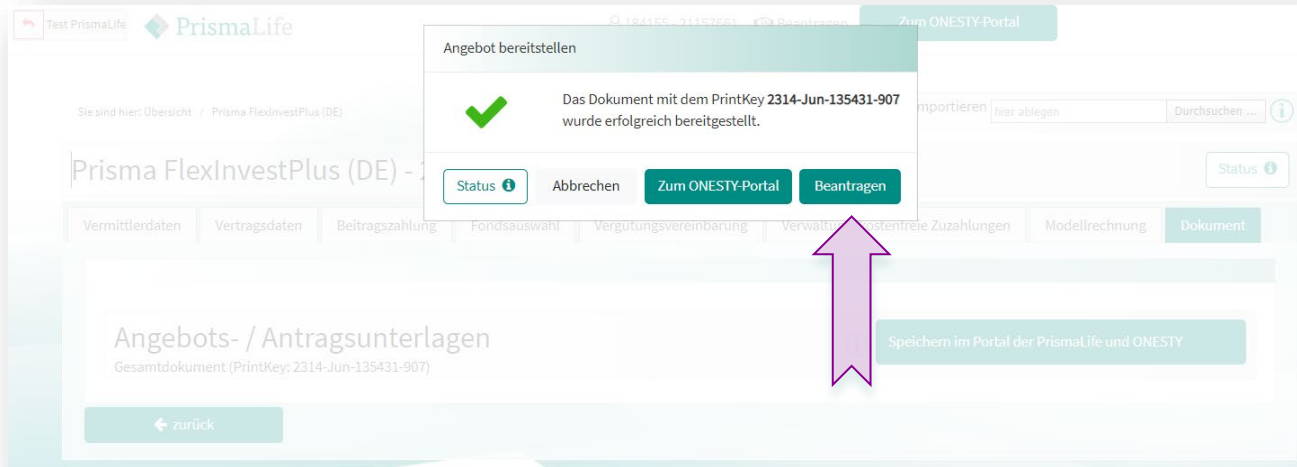 Test PrismaLife
PrismaLife
184155 - 21157661
Beantragen
Zum ONESTY-Portal
Angebot bereitstellen
Das Dokument mit dem PrintKey 2314-Jun-135431-907
wurde erfolgreich bereitgestellt.
Status
Abbrechen
Zum ONESTY-Portal
Beantragen
Sie sind hier: Übersicht / Prisma FlexInvestPlus (DE)
importieren
hier ablegen
Durchsuchen ...
Prisma FlexInvestPlus (DE) -
Status
Vermittlerdaten
Vertragsdaten
Beitragszahlung
Fondsauswahl
Vergütungsvereinbarung
Modellrechnung
Dokument
Angebots- / Antragsunterlagen
Gesamtdokument (PrintKey: 2314-Jun-135431-907)
Speichern im Portal der PrismaLife und ONESTY
zurück